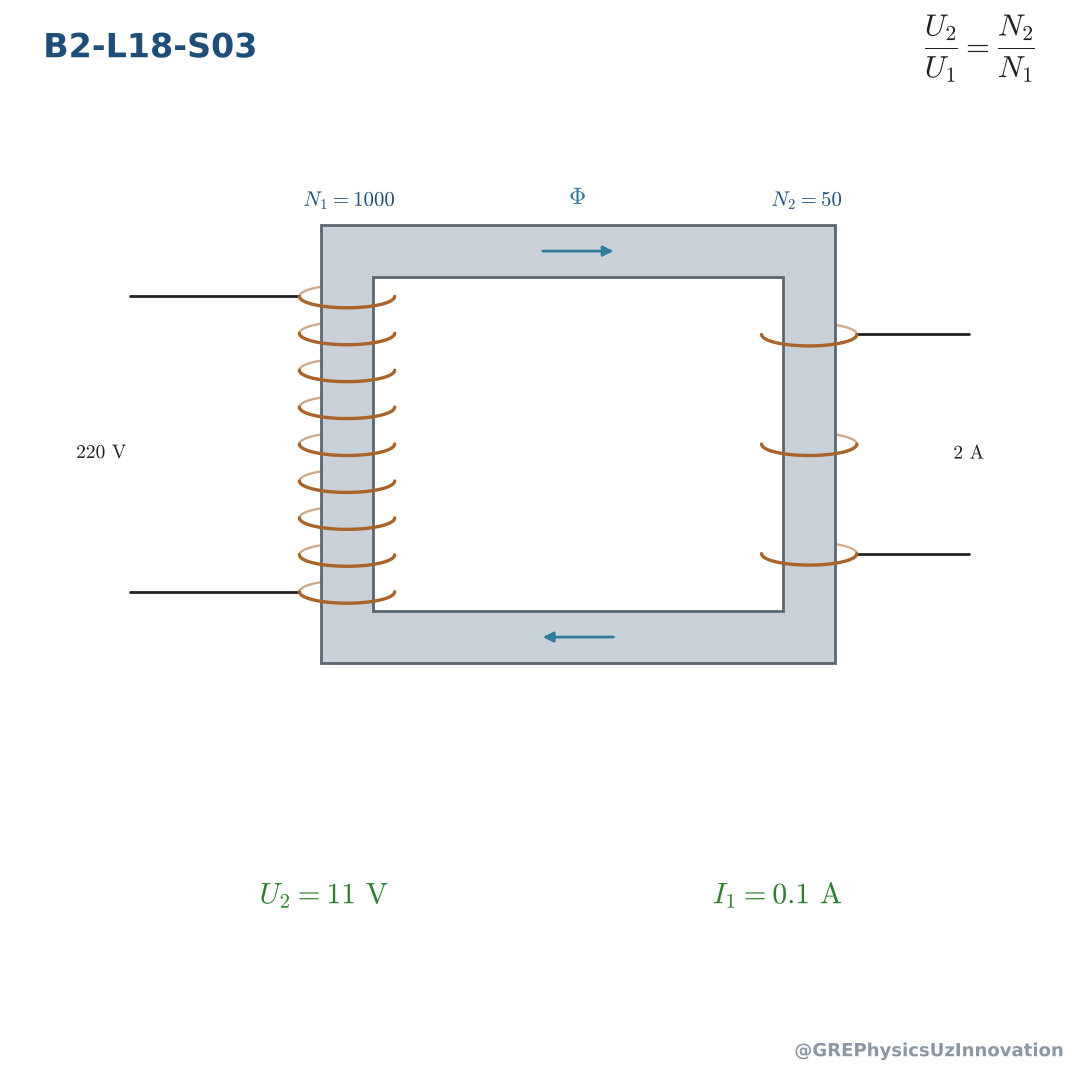 B2-L18-S03
U₂/U₁ = N₂/N₁
N₁ = 1000
Φ
N₂ = 50
220 V
2 A
U₂ = 11 V
I₁ = 0.1 A
@GREPhysicsUzInnovation